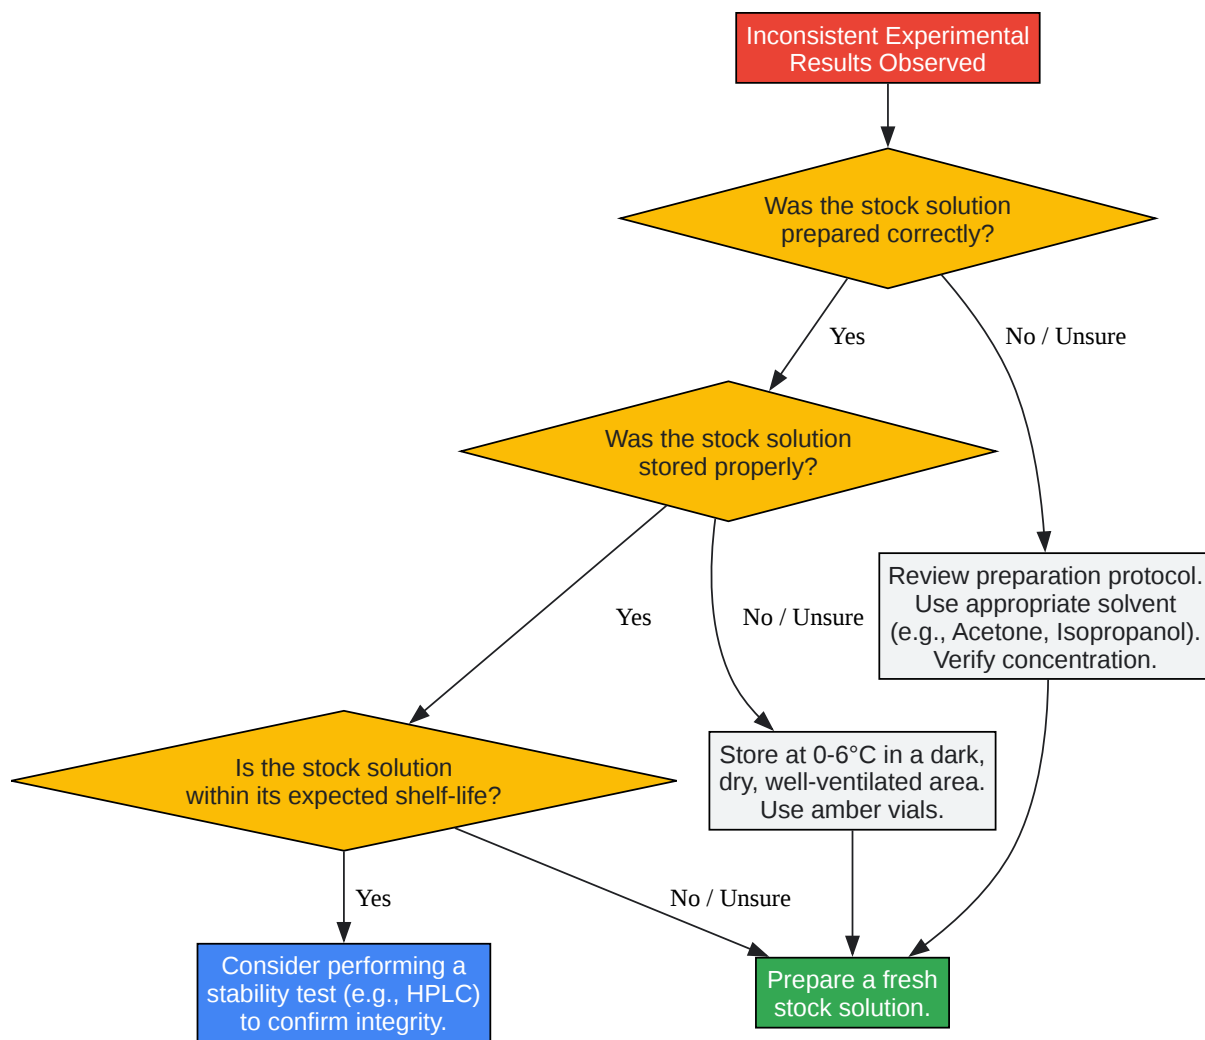 Inconsistent Experimental
Results Observed
Was the stock solution
prepared correctly?
Yes
No / Unsure
Was the stock solution
stored properly?
Review preparation protocol.
Use appropriate solvent
(e.g., Acetone, Isopropanol).
Verify concentration.
Yes
No / Unsure
Is the stock solution
within its expected shelf-life?
Store at 0-6°C in a dark,
dry, well-ventilated area.
Use amber vials.
Yes
No / Unsure
Consider performing a
stability test (e.g., HPLC)
to confirm integrity.
Prepare a fresh
stock solution.